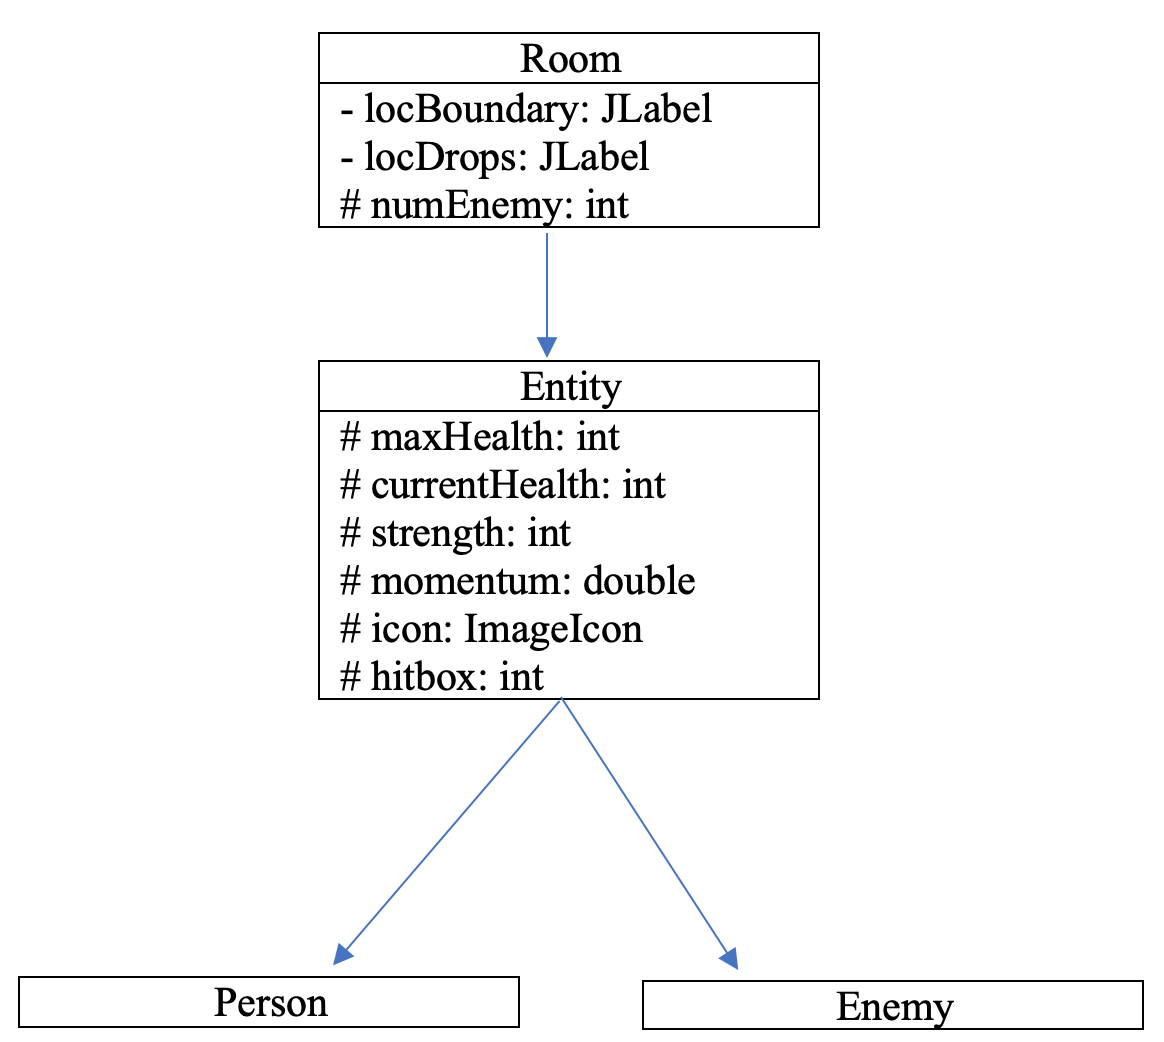 Room
- locBoundary: JLabel
- locDrops: JLabel
# numEnemy: int
Entity
# maxHealth: int
# currentHealth: int
# strength: int
# momentum: double
# icon: ImageIcon
# hitbox: int
Person
Enemy